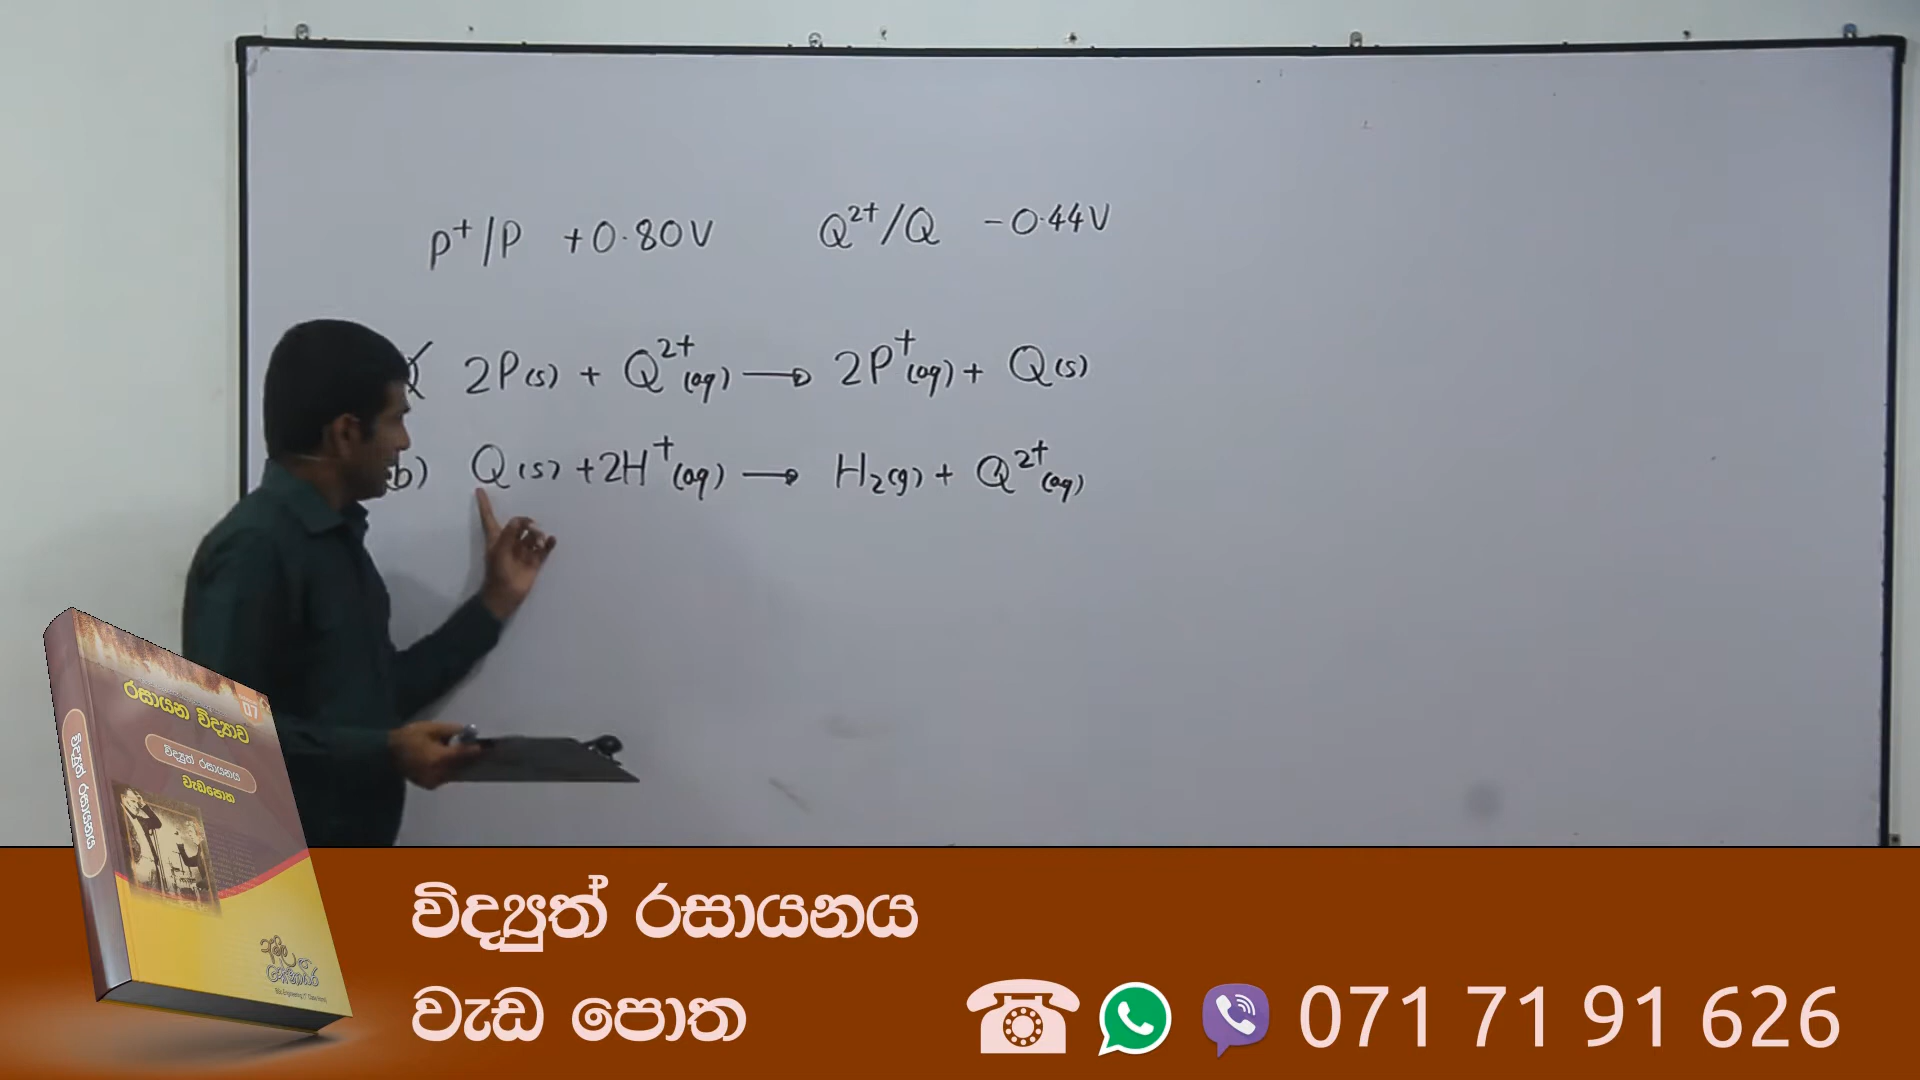 P⁺/P +0.80V Q²⁺/Q -0.44V
2P(s) + Q²⁺(aq) → 2P⁺(aq) + Q(s)
b) Q(s) + 2H⁺(aq) → H₂(g) + Q²⁺(aq)
රසායන විද්‍යාව
07
විද්‍යුත් රසායනය
වැඩපොත
විද්‍යුත් රසායනය
විද්‍යුත් රසායනය
වැඩ පොත
071 71 91 626